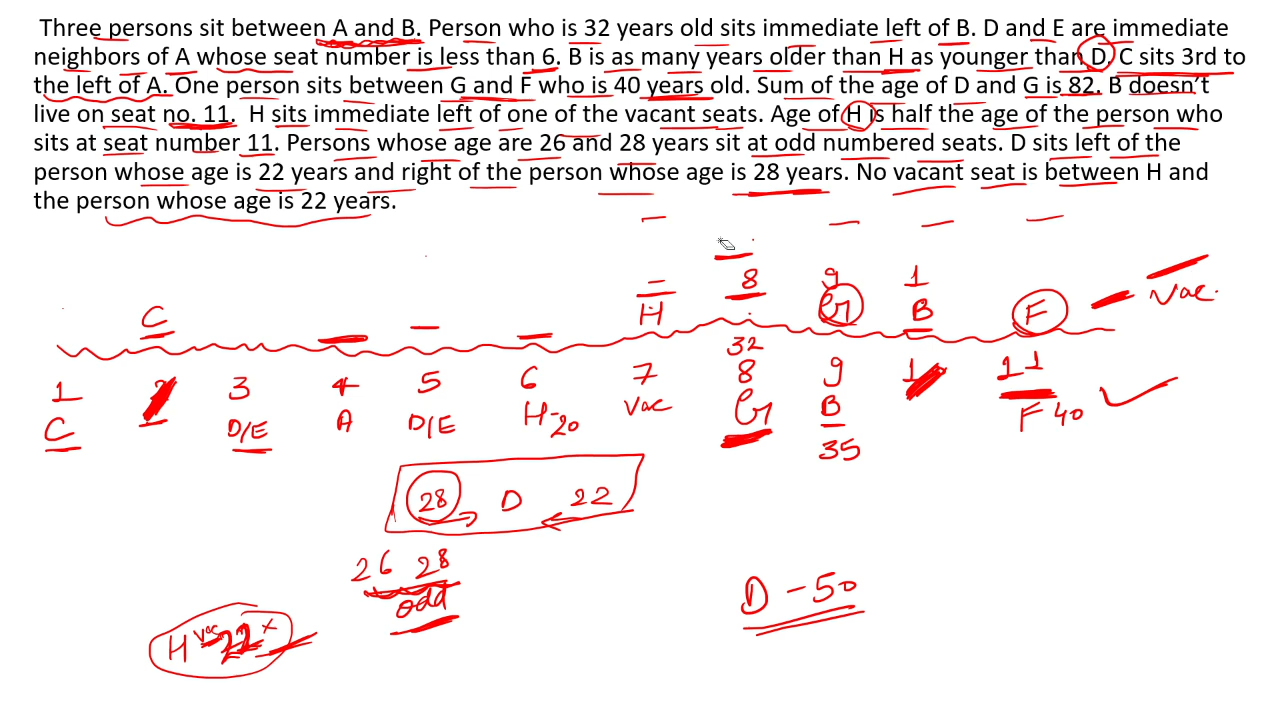 Three persons sit between A and B. Person who is 32 years old sits immediate left of B. D and E are immediate
neighbors of A whose seat number is less than 6. B is as many years older than H as younger than D. C sits 3rd to
the left of A. One person sits between G and F who is 40 years old. Sum of the age of D and G is 82. B doesn't
live on seat no. 11.  H sits immediate left of one of the vacant seats. Age of H is half the age of the person who
sits at seat number 11. Persons whose age are 26 and 28 years sit at odd numbered seats. D sits left of the
person whose age is 22 years and right of the person whose age is 28 years. No vacant seat is between H and
the person whose age is 22 years.
8 9 1
C H G B F Vac.
32
1 3 4 5 6 7 8 9 11
C D/E A D/E H-20 Vac G B F 40
35
28 D 22
26 28
odd
D - 50
H vac 22 x